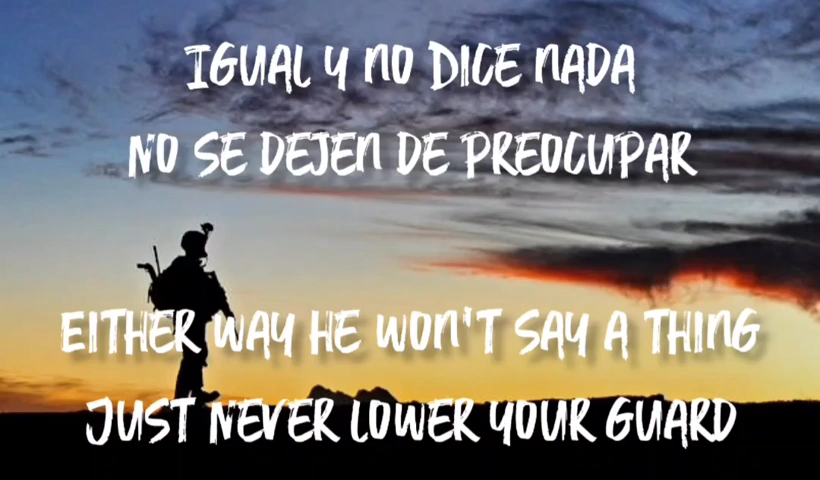 IGUAL Y NO DICE NADA
NO SE DEJEN DE PREOCUPAR
EITHER WAY HE WON'T SAY A THING
JUST NEVER LOWER YOUR GUARD